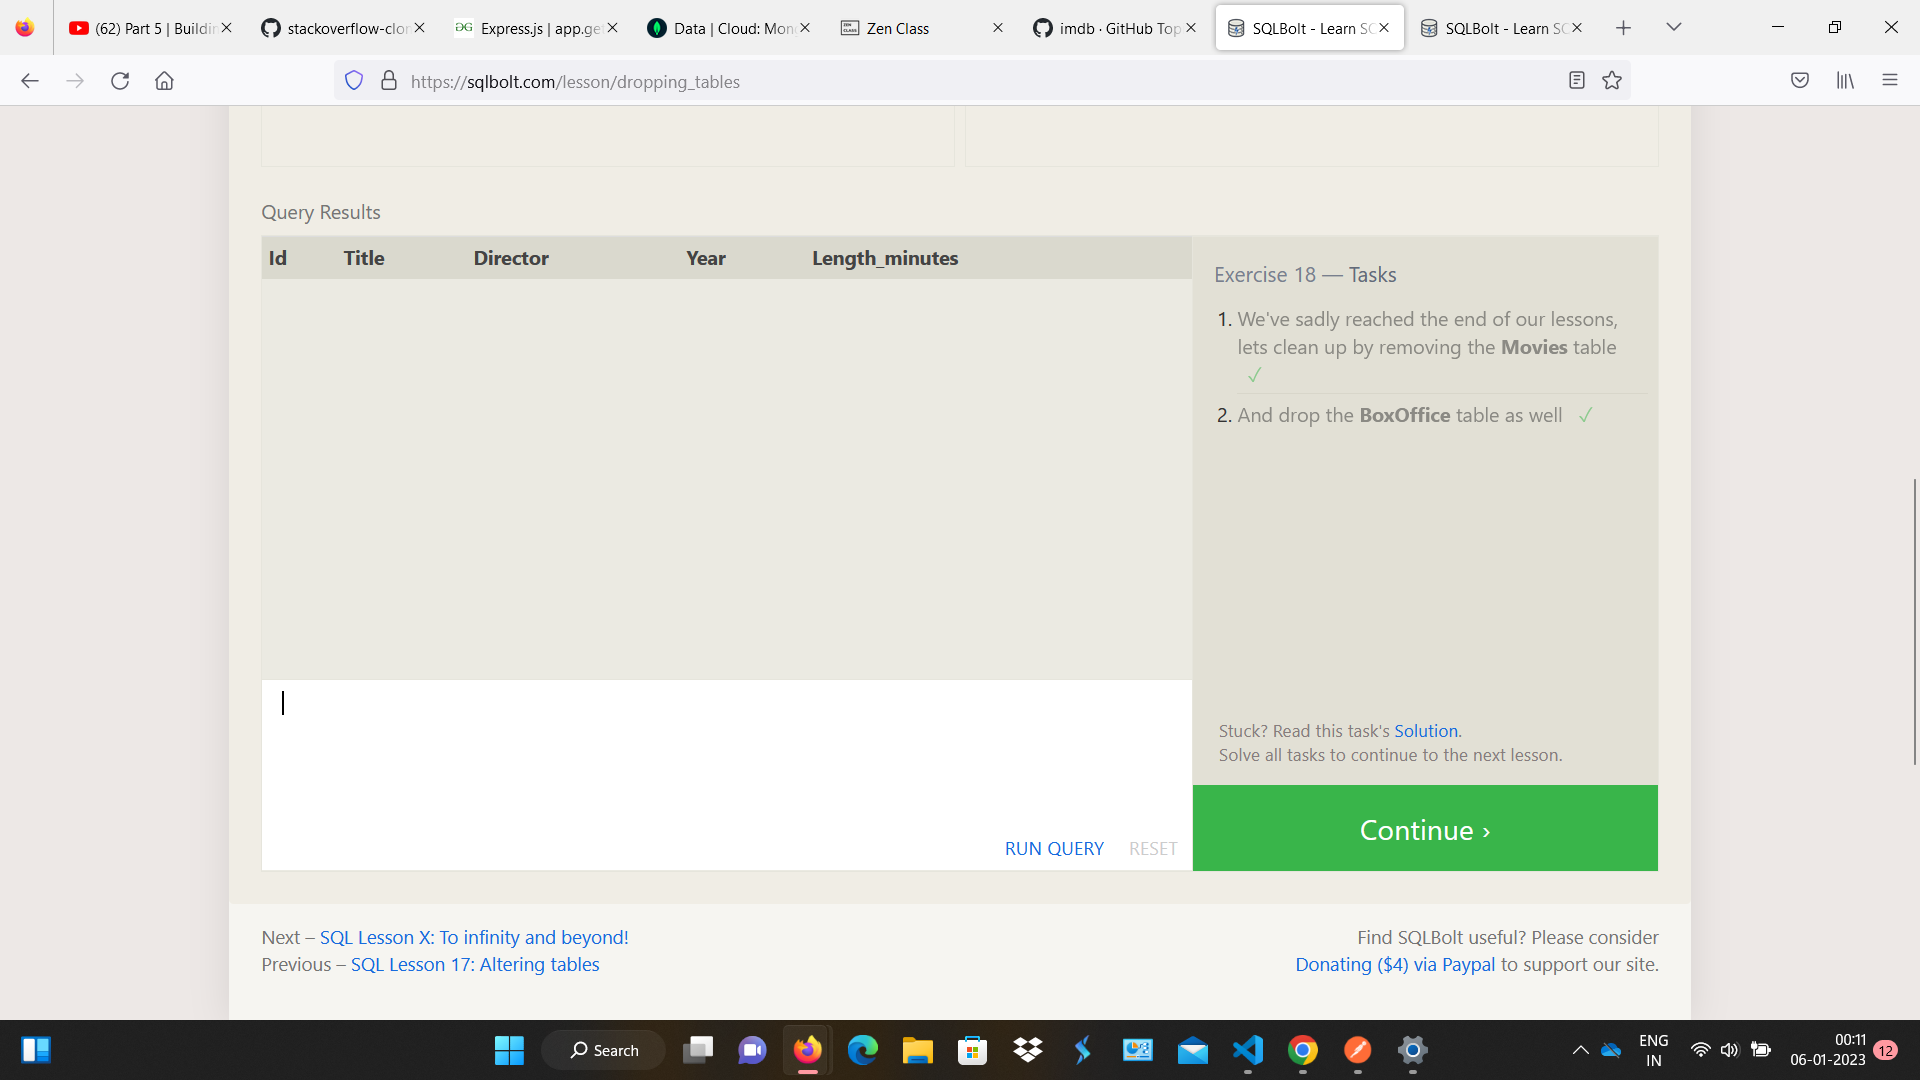 (62) Part 5 | Buildin
stackoverflow-clon
Express.js | app.ge
Data | Cloud: Mon
Zen Class
imdb · GitHub Top
SQLBolt - Learn SQ
SQLBolt - Learn SQ
https://sqlbolt.com/lesson/dropping_tables
Query Results
Id Title Director Year Length_minutes
Exercise 18 — Tasks
1. We've sadly reached the end of our lessons,
lets clean up by removing the Movies table
✓
2. And drop the BoxOffice table as well ✓
Stuck? Read this task's Solution.
Solve all tasks to continue to the next lesson.
RUN QUERY RESET
Continue ›
Next – SQL Lesson X: To infinity and beyond!
Previous – SQL Lesson 17: Altering tables
Find SQLBolt useful? Please consider
Donating ($4) via Paypal to support our site.
Search
ENG
IN
00:11
06-01-2023
12